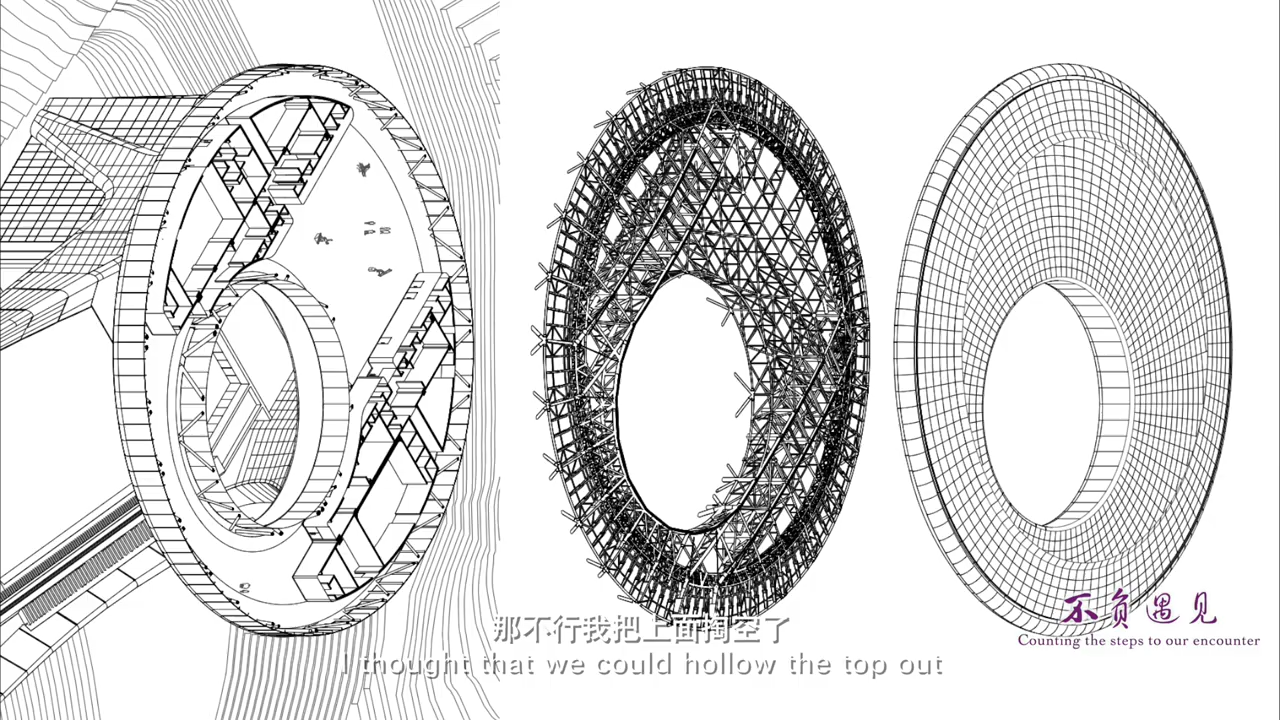 不负遇见
Counting the steps to our encounter
那不行我把上面掏空了
I thought that we could hollow the top out